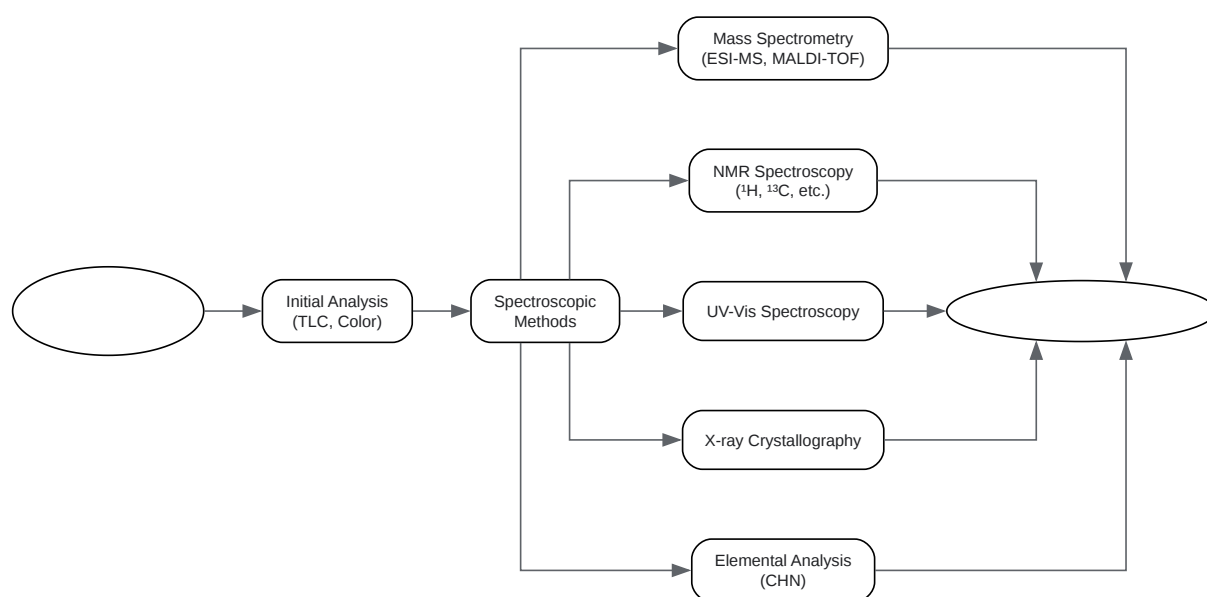 Mass Spectrometry
(ESI-MS, MALDI-TOF)
NMR Spectroscopy
(¹H, ¹³C, etc.)
Initial Analysis
(TLC, Color)
Spectroscopic
Methods
UV-Vis Spectroscopy
X-ray Crystallography
Elemental Analysis
(CHN)